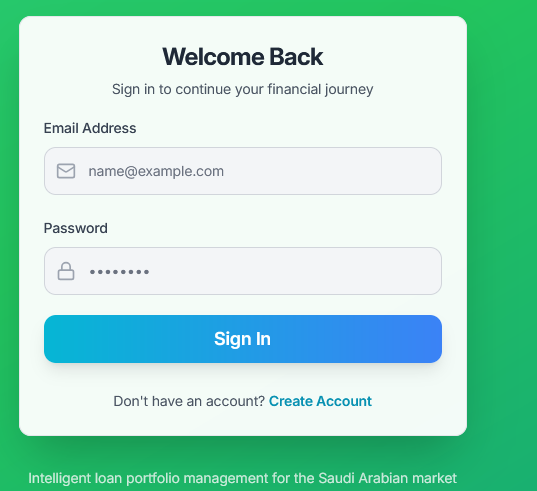 Welcome Back
Sign in to continue your financial journey
Email Address
name@example.com
Password
••••••••
Sign In
Don't have an account? Create Account
Intelligent loan portfolio management for the Saudi Arabian market